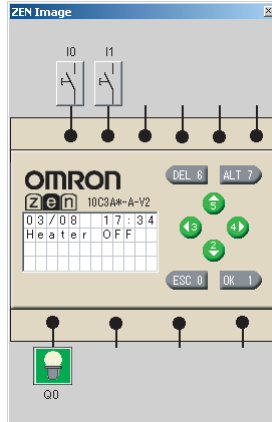 ZEN Image
I0 I1
OMRON
DEL 6 ALT 7
zen 10C3A*-A-V2
5
03/08 17:34
3 4
Heater OFF
2
ESC 0 OK 1
Q0